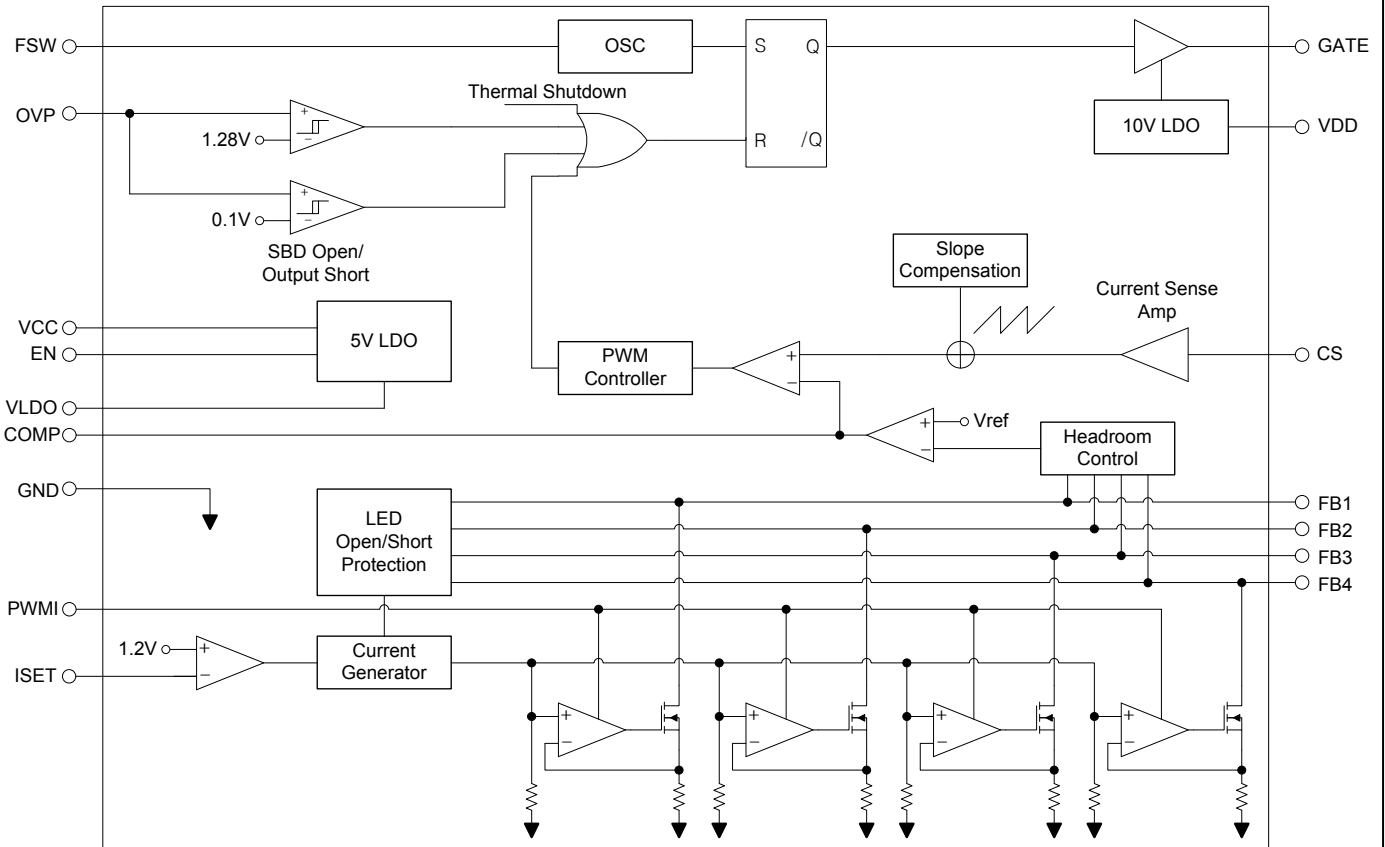 FSW
OSC
S
Q
GATE
Thermal Shutdown
OVP
+
−
1.28V
R
/Q
10V LDO
VDD
+
−
0.1V
SBD Open/
Output Short
Slope
Compensation
Current Sense
Amp
VCC
EN
5V LDO
PWM
Controller
+
−
CS
VLDO
COMP
+
−
Vref
Headroom
Control
GND
LED
Open/Short
Protection
FB1
FB2
FB3
FB4
PWMI
1.2V
+
−
ISET
Current
Generator
+
−
+
−
+
−
+
−